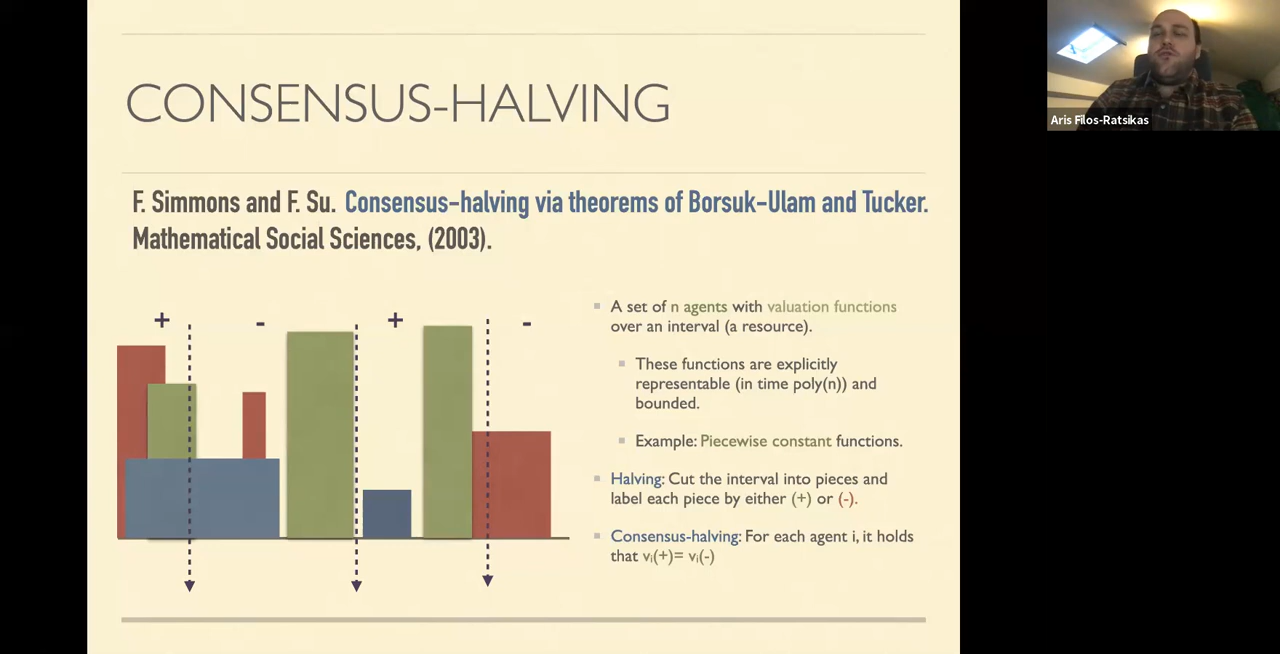 CONSENSUS-HALVING
Aris Filos-Ratsikas
F. Simmons and F. Su. Consensus-halving via theorems of Borsuk-Ulam and Tucker.
Mathematical Social Sciences, (2003).
+ - + -
A set of n agents with valuation functions
over an interval (a resource).
These functions are explicitly
representable (in time poly(n)) and
bounded.
Example: Piecewise constant functions.
Halving: Cut the interval into pieces and
label each piece by either (+) or (-).
Consensus-halving: For each agent i, it holds
that vᵢ(+)= vᵢ(-)